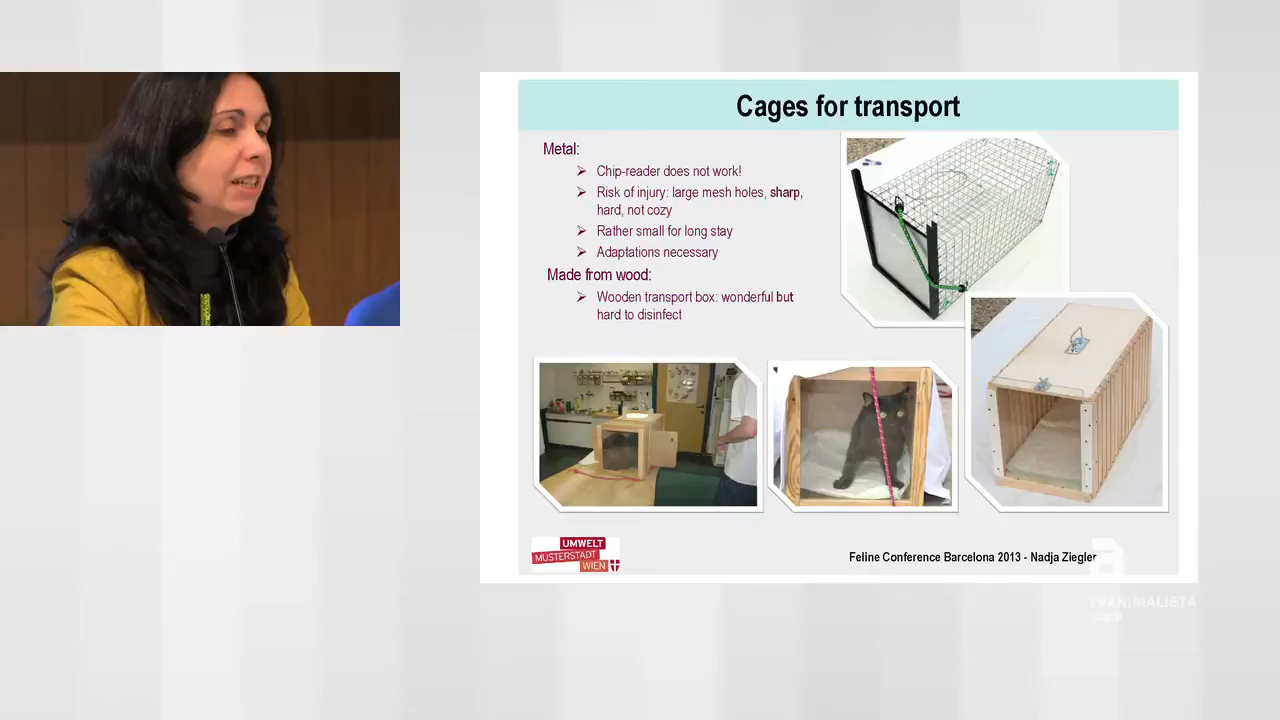 Cages for transport
Metal:
Chip-reader does not work!
Risk of injury: large mesh holes, sharp,
hard, not cozy
Rather small for long stay
Adaptations necessary
Made from wood:
Wooden transport box: wonderful but
hard to disinfect
UMWELT
MUSTERSTADT
WIEN
Feline Conference Barcelona 2013 - Nadja Ziegler